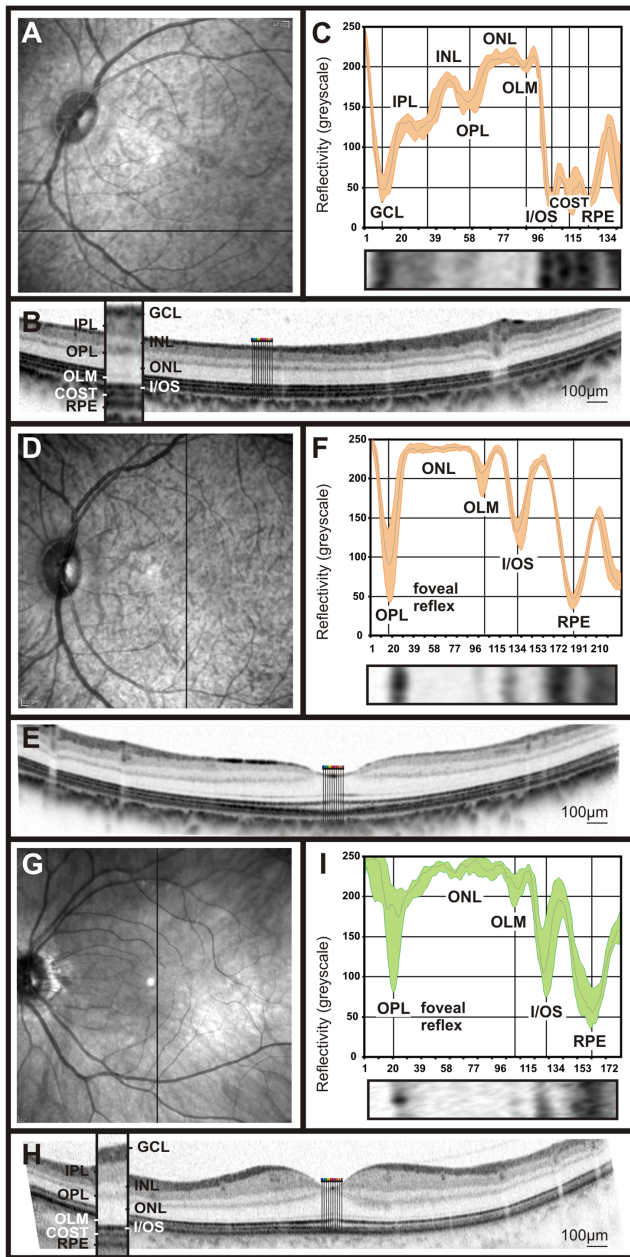 A
C
Reflectivity (greyscale)
250
200
150
100
50
0
ONL
INL
OLM
IPL
OPL
GCL
COST
I/OS
RPE
1 20 39 58 77 96 115 134
B
GCL
IPL
INL
OPL
ONL
OLM
I/OS
COST
RPE
100µm
D
F
Reflectivity (greyscale)
250
200
150
100
50
0
ONL
OLM
I/OS
foveal
reflex
OPL
RPE
1 20 39 58 77 96 115 134 153 172 191 210
E
100µm
G
I
Reflectivity (greyscale)
250
200
150
100
50
0
ONL
OLM
OPL
foveal
reflex
I/OS
RPE
1 20 39 58 77 96 115 134 153 172
H
GCL
IPL
INL
OPL
ONL
OLM
I/OS
COST
RPE
100µm